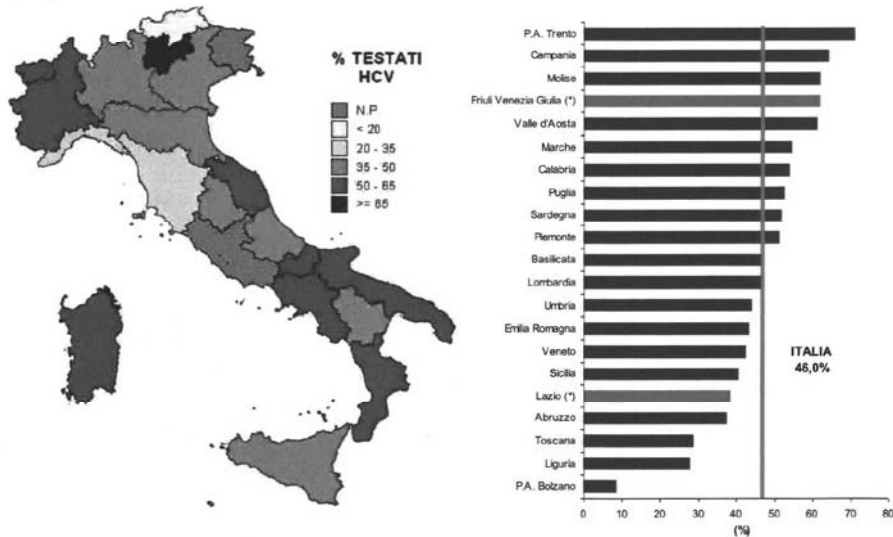 % TESTATI
HCV
N.P
< 20
20 - 35
35 - 50
50 - 65
>= 65
P.A. Trento
Campania
Molise
Friuli Venezia Giulia (*)
Valle d'Aosta
Marche
Calabria
Puglia
Sardegna
Piemonte
Basilicata
Lombardia
Umbria
Emilia Romagna
Veneto
Sicilia
Lazio (*)
Abruzzo
Toscana
Liguria
P.A. Bolzano
ITALIA
46,0%
0 10 20 30 40 50 60 70 80
(%)